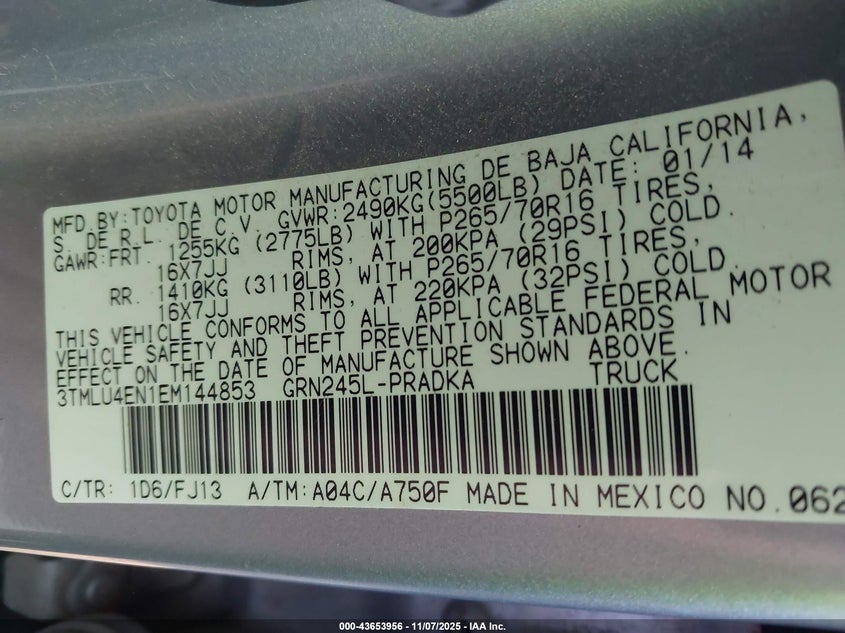 MFD BY:TOYOTA MOTOR MANUFACTURING DE BAJA CALIFORNIA,
S. DE R.L. DE C.V. GVWR:2490KG(5500LB) DATE: 01/14
GAWR:FRT. 1255KG (2775LB) WITH P265/70R16 TIRES,
16X7JJ RIMS, AT 200KPA (29PSI) COLD.
RR. 1410KG (3110LB) WITH P265/70R16 TIRES,
16X7JJ RIMS, AT 220KPA (32PSI) COLD.
THIS VEHICLE CONFORMS TO ALL APPLICABLE FEDERAL MOTOR
VEHICLE SAFETY AND THEFT PREVENTION STANDARDS IN
EFFECT ON THE DATE OF MANUFACTURE SHOWN ABOVE.
3TMLU4EN1EM144853 GRN245L-PRADKA TRUCK
C/TR: 1D6/FJ13 A/TM:A04C/A750F MADE IN MEXICO NO.062
000-43653956 - 11/07/2025 - IAA Inc.